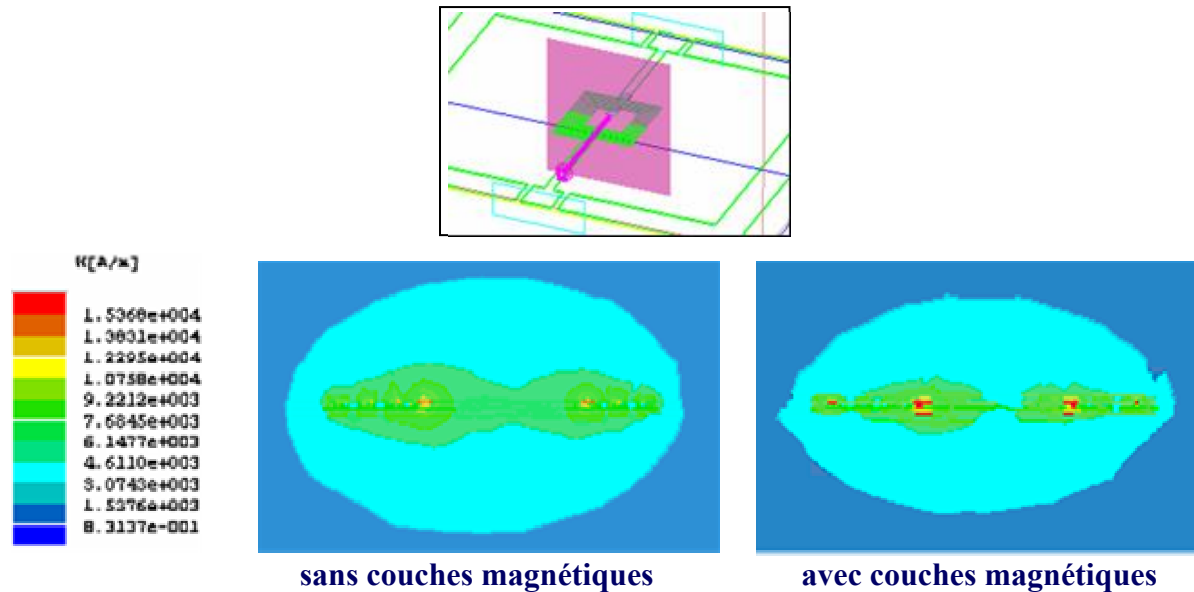 H[A/m]
1.5368e+004
1.3831e+004
1.2295e+004
1.0758e+004
9.2212e+003
7.6845e+003
6.1477e+003
4.6110e+003
3.0743e+003
1.5376e+003
8.3137e-001
sans couches magnétiques
avec couches magnétiques